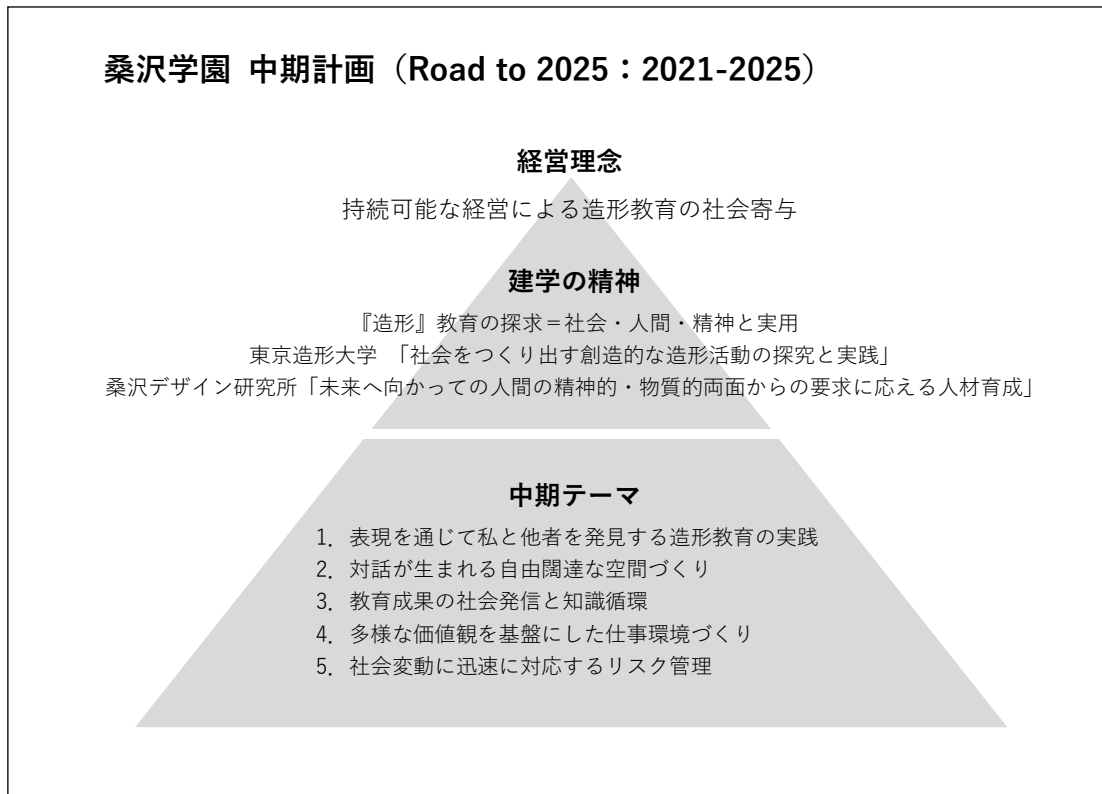 桑沢学園 中期計画（Road to 2025：2021-2025）
経営理念
持続可能な経営による造形教育の社会寄与
建学の精神
『造形』教育の探求＝社会・人間・精神と実用
東京造形大学 「社会をつくり出す創造的な造形活動の探究と実践」
桑沢デザイン研究所「未来へ向かっての人間の精神的・物質的両面からの要求に応える人材育成」
中期テーマ
1. 表現を通じて私と他者を発見する造形教育の実践
2. 対話が生まれる自由闊達な空間づくり
3. 教育成果の社会発信と知識循環
4. 多様な価値観を基盤にした仕事環境づくり
5. 社会変動に迅速に対応するリスク管理